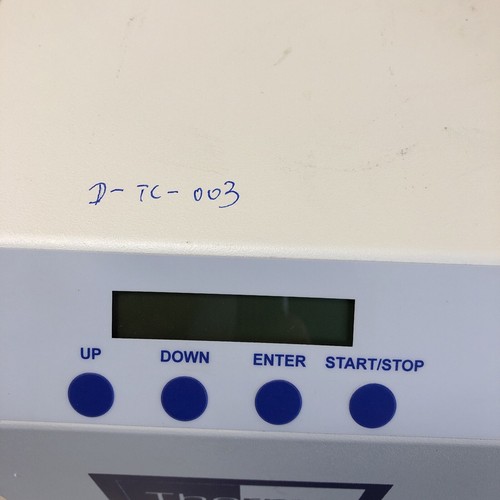 D-TC-003
UP DOWN ENTER START/STOP